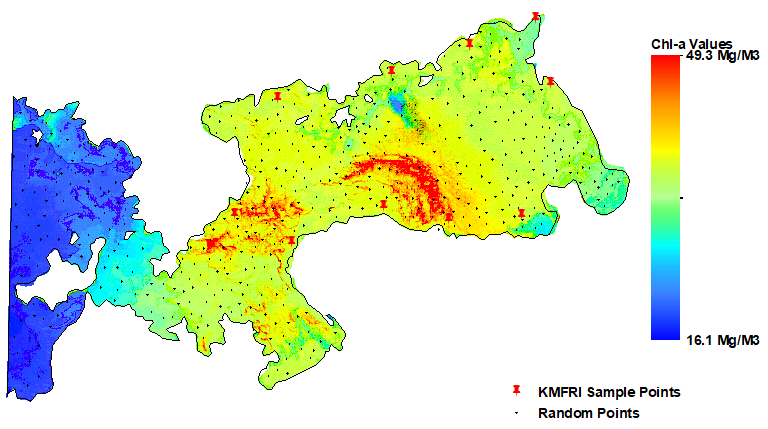 Chl-a Values
49.3 Mg/M3
16.1 Mg/M3
KMFRI Sample Points
Random Points